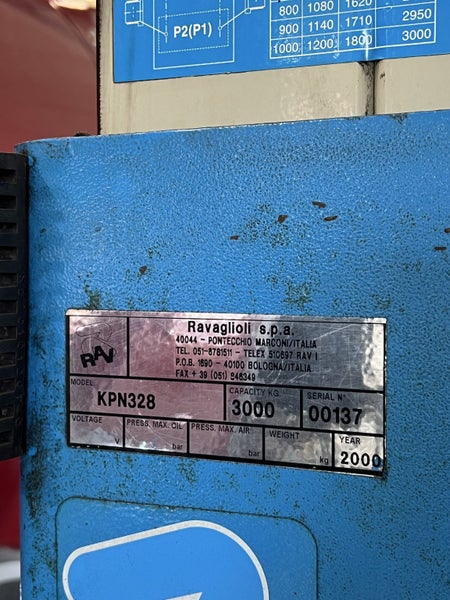 800 1080 1620
2950
P2(P1)
900 1140 1710
3000
1000 1200 1800
Ravaglioli s.p.a.
40044 - PONTECCHIO MARCONI/ITALIA
TEL. 051-6781511 - TELEX 510697 RAV I
P.O.B. 1690 - 40100 BOLOGNA/ITALIA
FAX + 39 (051) 846349
RAV
MODEL
KPN328
CAPACITY KG
3000
SERIAL N°
00137
VOLTAGE
V
PRESS. MAX. OIL
bar
PRESS. MAX. AIR
bar
WEIGHT
kg
YEAR
2000